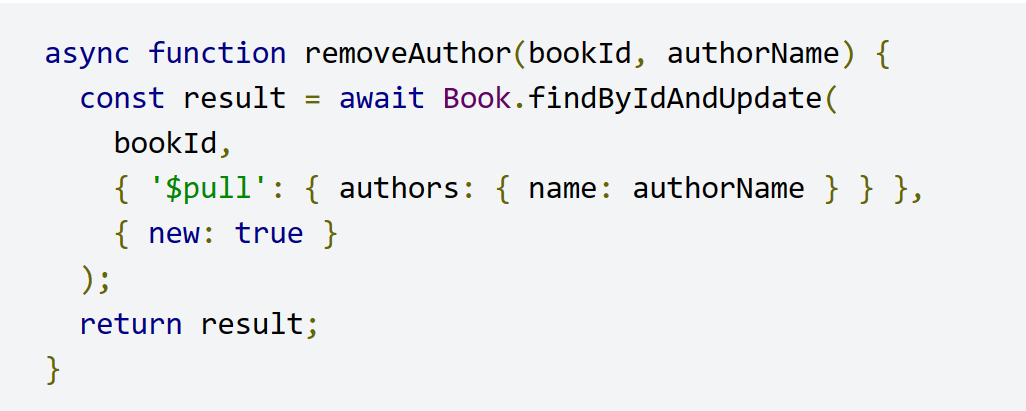 async function removeAuthor(bookId, authorName) {
  const result = await Book.findByIdAndUpdate(
    bookId,
    { '$pull': { authors: { name: authorName } } },
    { new: true }
  );
  return result;
}